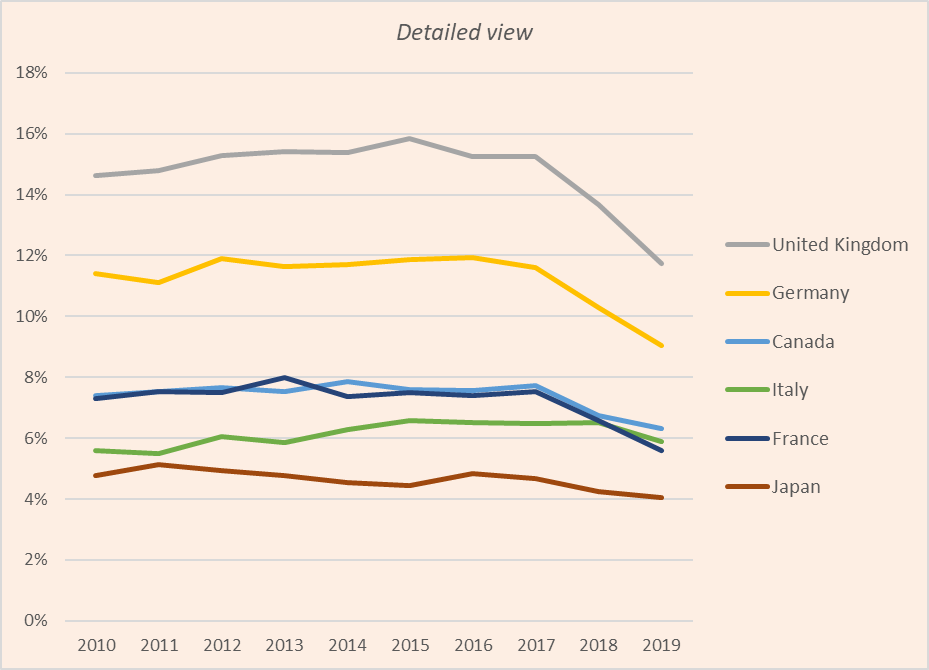 Detailed view
18%
16%
14%
12%
10%
8%
6%
4%
2%
0%
2010 2011 2012 2013 2014 2015 2016 2017 2018 2019
United Kingdom
Germany
Canada
Italy
France
Japan